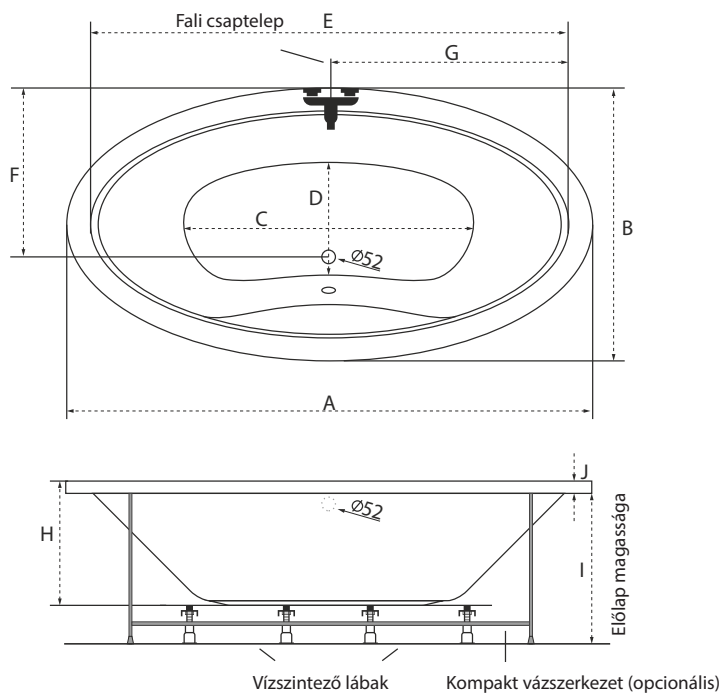 Fali csaptelep
E
G
F
D
C
B
Ø52
A
J
Ø52
H
I
Előlap magassága
Vízszintező lábak
Kompakt vázszerkezet (opcionális)